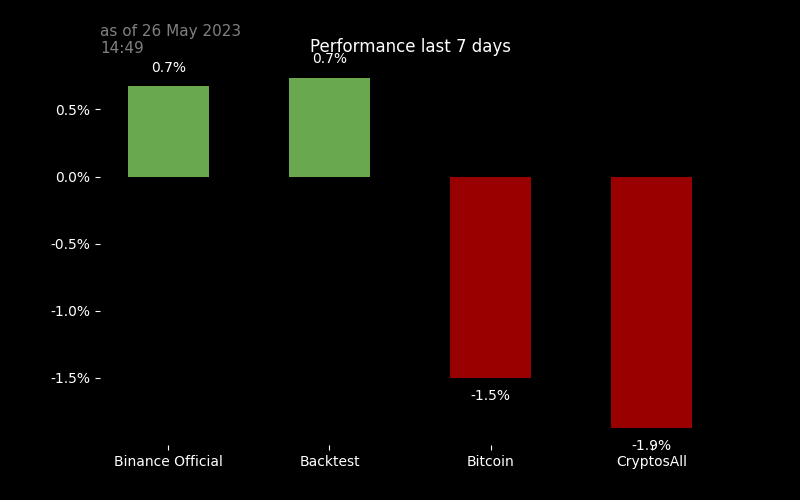 as of 26 May 2023
14:49
Performance last 7 days
0.7%
0.7%
0.5%
0.0%
-0.5%
-1.0%
-1.5%
-1.5%
-1.9%
Binance Official
Backtest
Bitcoin
CryptosAll